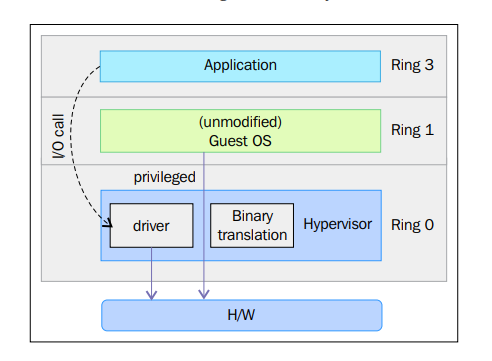 Application
Ring 3
I/O call
(unmodified)
Guest OS
Ring 1
privileged
driver
Binary
translation
Hypervisor
Ring 0
H/W